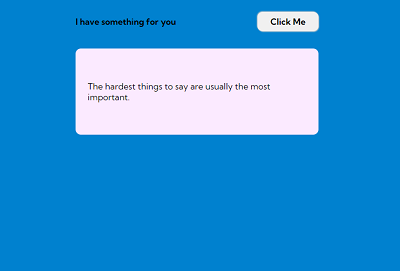 I have something for you
Click Me
The hardest things to say are usually the most
important.